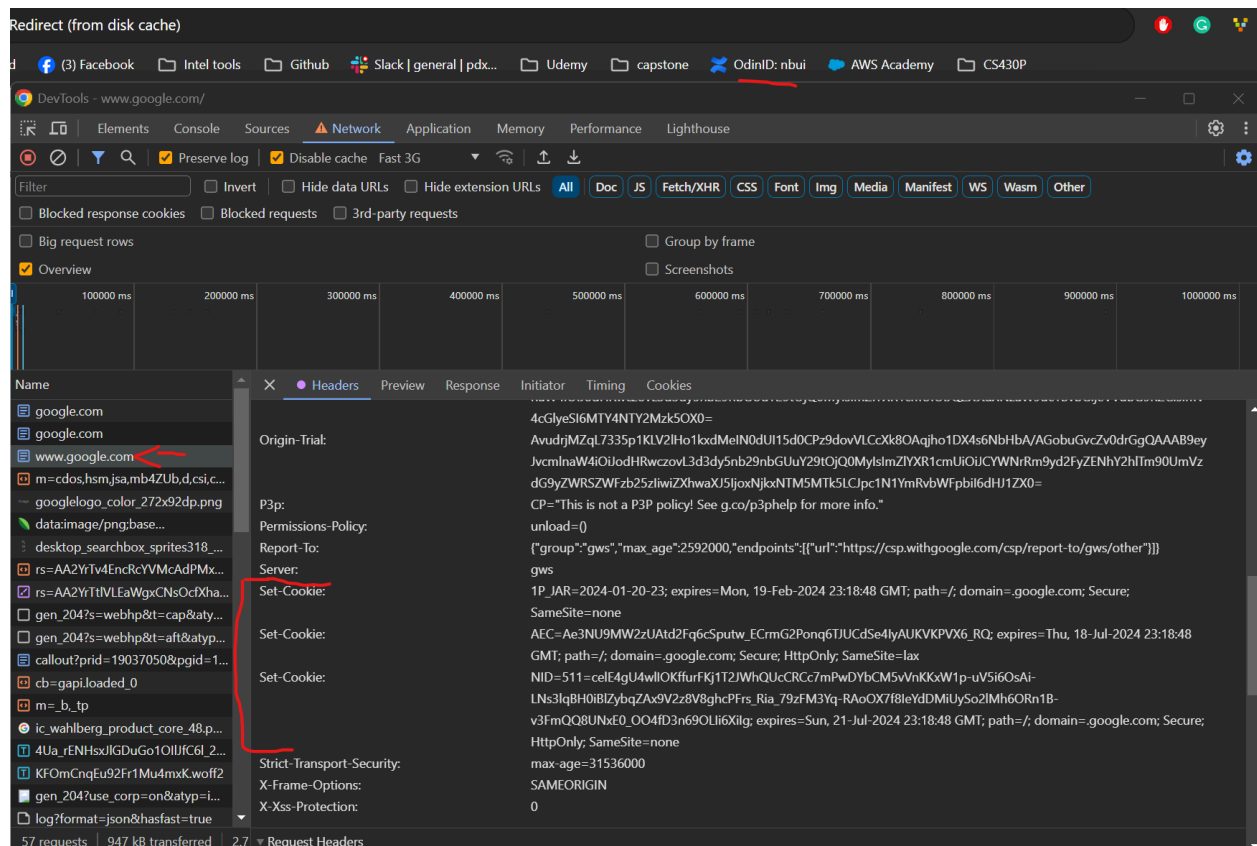 Redirect (from disk cache)
d (3) Facebook Intel tools Github Slack | general | pdx... Udemy capstone OdinID: nbui AWS Academy CS430P
DevTools - www.google.com/
Elements Console Sources Network Application Memory Performance Lighthouse
Preserve log Disable cache Fast 3G
Filter Invert Hide data URLs Hide extension URLs All Doc JS Fetch/XHR CSS Font Img Media Manifest WS Wasm Other
Blocked response cookies Blocked requests 3rd-party requests
Big request rows Group by frame
Overview Screenshots
100000 ms 200000 ms 300000 ms 400000 ms 500000 ms 600000 ms 700000 ms 800000 ms 900000 ms 1000000 ms
Name
google.com
google.com
www.google.com
m=cdos,hsm,jsa,mb4ZUb,d,csi,c...
googlelogo_color_272x92dp.png
data:image/png;base...
desktop_searchbox_sprites318_...
rs=AA2YrTv4EncRcYVMcAdPMx...
rs=AA2YrTtlVLEaWgxCNsOcfXha...
gen_204?s=webhp&t=cap&aty...
gen_204?s=webhp&t=aft&atyp...
callout?prid=19037050&pgid=1...
cb=gapi.loaded_0
m=_b,_tp
ic_wahlberg_product_core_48.p...
4Ua_rENHsxJlGDuGo1OIlJfC6l_2...
KFOmCnqEu92Fr1Mu4mxK.woff2
gen_204?use_corp=on&atyp=i...
log?format=json&hasfast=true
57 requests 947 kB transferred 2.7
Headers Preview Response Initiator Timing Cookies
4cGlyeSI6MTY4NTY2Mzk5OX0=
Origin-Trial: AvudrjMZqL7335p1KLV2lHo1kxdMeIN0dUI15d0CPz9dovVLCcXk8OAqjho1DX4s6NbHbA/AGobuGvcZv0drGgQAAAB9ey
JvcmlnaW4iOiJodHRwczovL3d3dy5nb29nbGUuY29tOjQ0MyIsImZlYXR1cmUiOiJCYWNrRm9yd2FyZENhY2hlTm90UmVz
dG9yZWRSZWFzb25zIiwiZXhwaXJ5IjoxNjkxNTM5MTk5LCJpc1N1YmRvbWFpbiI6dHJ1ZX0=
P3p: CP="This is not a P3P policy! See g.co/p3phelp for more info."
Permissions-Policy: unload=()
Report-To: {"group":"gws","max_age":2592000,"endpoints":[{"url":"https://csp.withgoogle.com/csp/report-to/gws/other"}]}
Server: gws
Set-Cookie: 1P_JAR=2024-01-20-23; expires=Mon, 19-Feb-2024 23:18:48 GMT; path=/; domain=.google.com; Secure;
SameSite=none
Set-Cookie: AEC=Ae3NU9MW2zUAtd2Fq6cSputw_ECrmG2Ponq6TJUCdSe4IyAUKVKPVX6_RQ; expires=Thu, 18-Jul-2024 23:18:48
GMT; path=/; domain=.google.com; Secure; HttpOnly; SameSite=lax
Set-Cookie: NID=511=celE4gU4wlIOKffurFKj1T2JWhQUcCRCc7mPwDYbCM5vVnKKxW1p-uV5i6OsAi-
LNs3lqBH0iBlZybqZAx9V2z8V8ghcPFrs_Ria_79zFM3Yq-RAoOX7f8IeYdDMiUySo2lMh6ORn1B-
v3FmQQ8UNxE0_OO4fD3n69OLIi6XiIg; expires=Sun, 21-Jul-2024 23:18:48 GMT; path=/; domain=.google.com; Secure;
HttpOnly; SameSite=none
Strict-Transport-Security: max-age=31536000
X-Frame-Options: SAMEORIGIN
X-Xss-Protection: 0
Request Headers